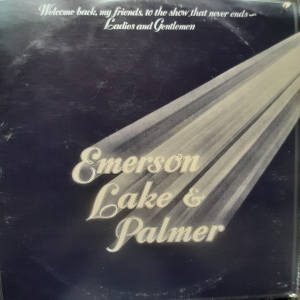 Welcome back, my friends, to the show that never ends—
Ladies and Gentlemen
Emerson
Lake &
Palmer